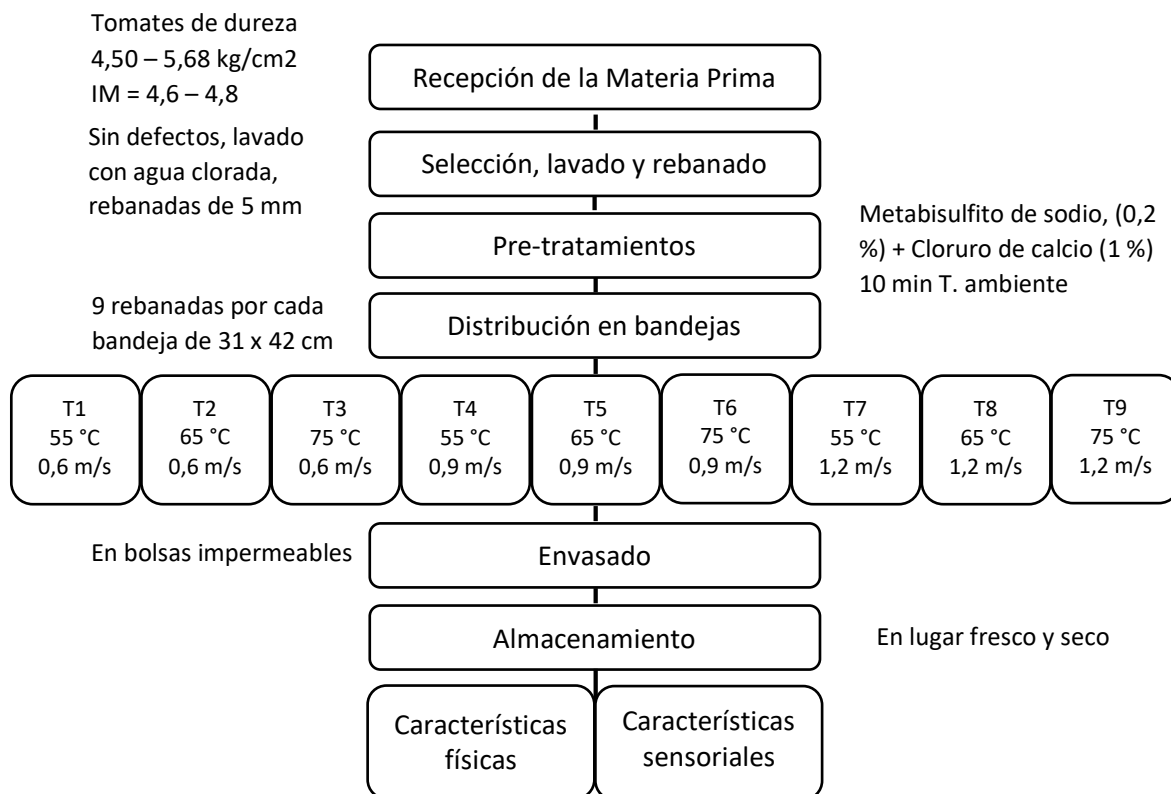 Tomates de dureza
4,50 – 5,68 kg/cm2
IM = 4,6 – 4,8
Recepción de la Materia Prima
Sin defectos, lavado
con agua clorada,
rebanadas de 5 mm
Selección, lavado y rebanado
Pre-tratamientos
Metabisulfito de sodio, (0,2
%) + Cloruro de calcio (1 %)
10 min T. ambiente
9 rebanadas por cada
bandeja de 31 x 42 cm
Distribución en bandejas
T1
55 °C
0,6 m/s
T2
65 °C
0,6 m/s
T3
75 °C
0,6 m/s
T4
55 °C
0,9 m/s
T5
65 °C
0,9 m/s
T6
75 °C
0,9 m/s
T7
55 °C
1,2 m/s
T8
65 °C
1,2 m/s
T9
75 °C
1,2 m/s
En bolsas impermeables
Envasado
Almacenamiento
En lugar fresco y seco
Característícas
físicas
Características
sensoriales